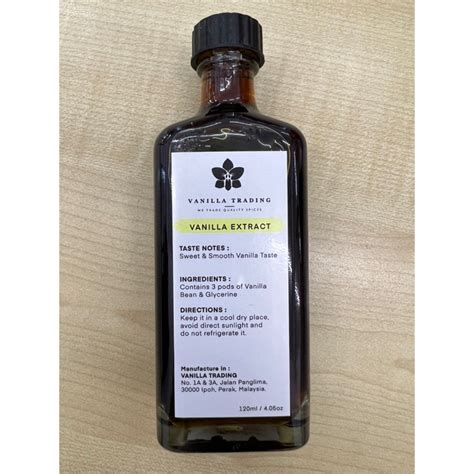 VANILLA TRADING
WE TRADE QUALITY SPICES
VANILLA EXTRACT
TASTE NOTES :
Sweet & Smooth Vanilla Taste
INGREDIENTS :
Contains 3 pods of Vanilla
Bean & Glycerine
DIRECTIONS :
Keep it in a cool dry place,
avoid direct sunlight and
do not refrigerate it.
Manufacture in :
VANILLA TRADING
No. 1A & 3A, Jalan Panglima,
30000 Ipoh, Perak, Malaysia.
120ml / 4.06oz